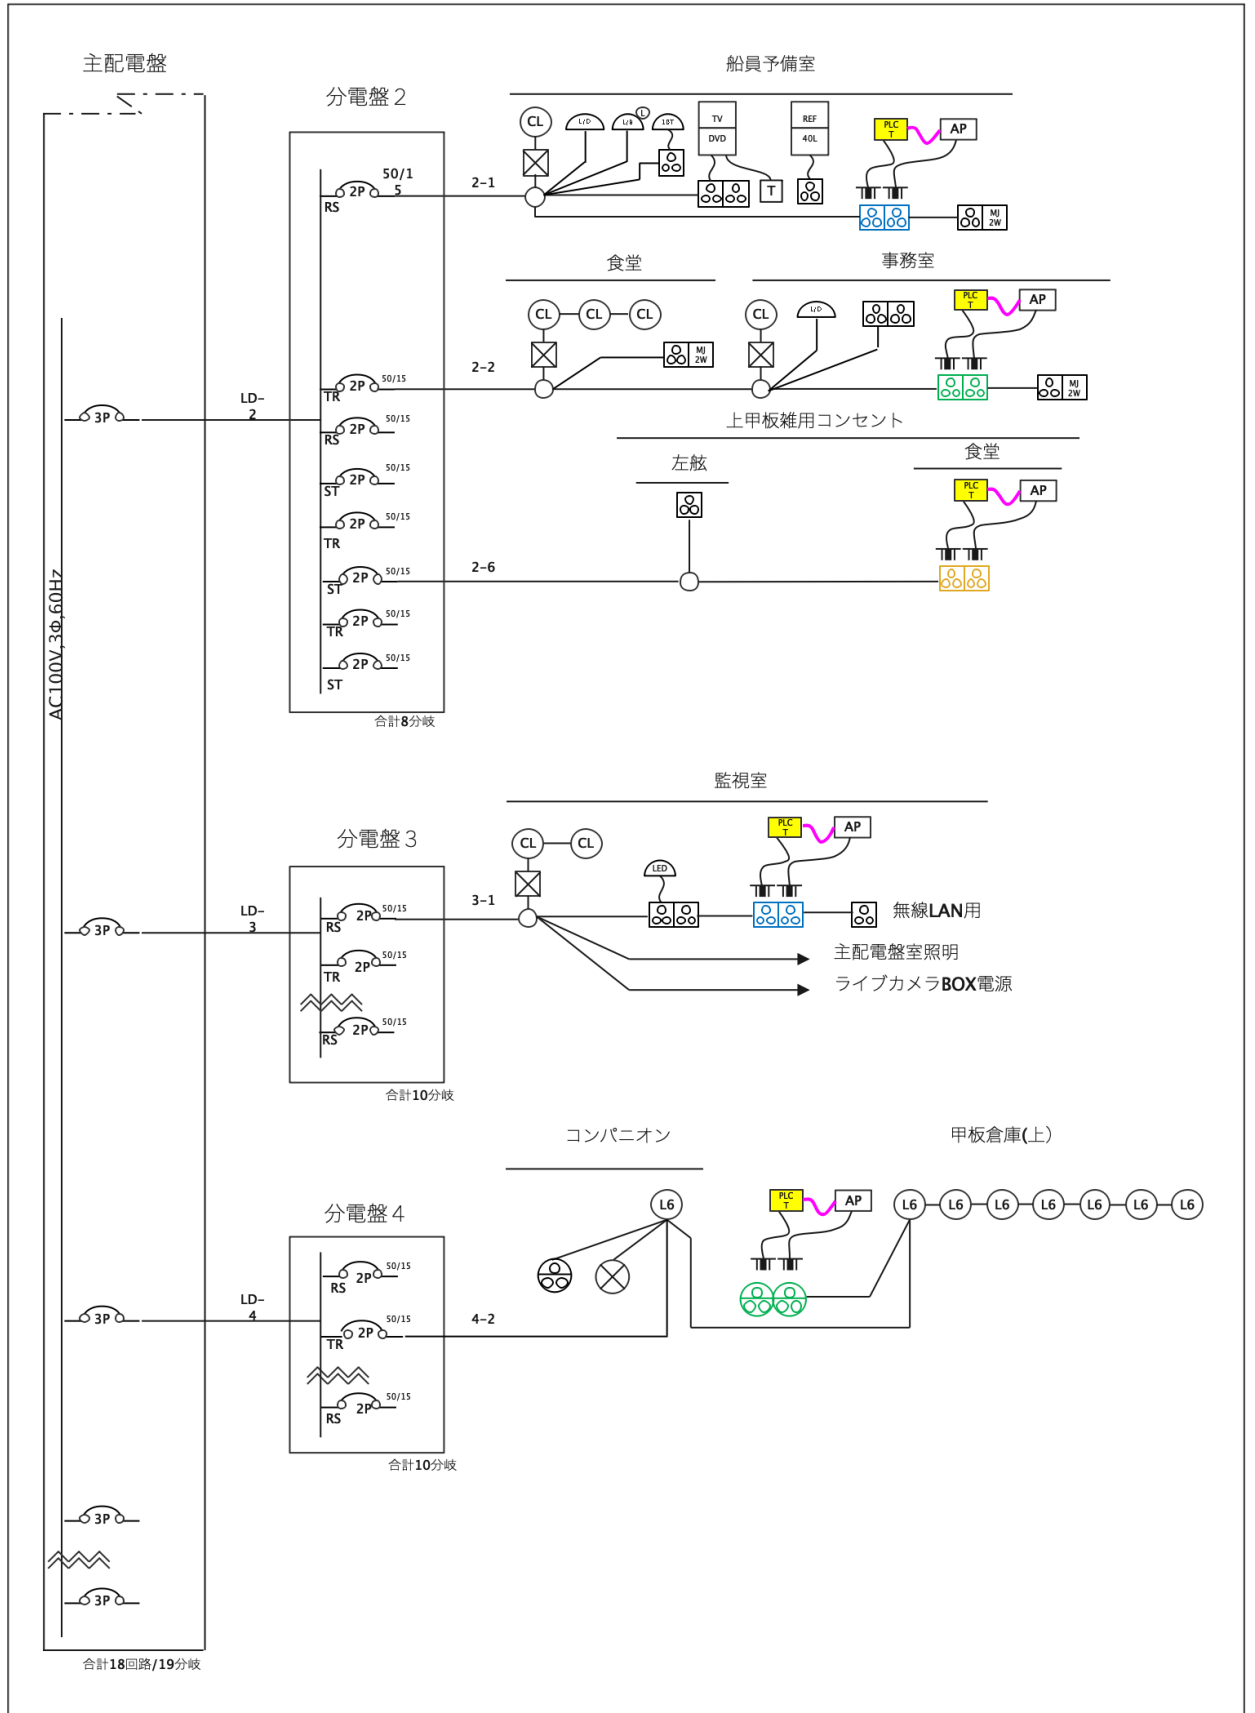 主配電盤
AC100V,3Φ,60Hz
3P
LD-
2
3P
LD-
3
3P
LD-
4
3P
3P
合計18回路/19分岐
分電盤2
2P
50/1
5
RS
2-1
2P
50/15
TR
2-2
2P
50/15
RS
2P
50/15
ST
2P
50/15
TR
2P
50/15
ST
2-6
2P
50/15
TR
2P
50/15
ST
合計8分岐
船員予備室
CL
L/D
L/B
L
TV
DVD
T
REF
40L
PLC
T
AP
MJ
2W
食堂
CL
CL
CL
MJ
2W
事務室
CL
L/D
PLC
T
AP
MJ
2W
上甲板雑用コンセント
左舷
食堂
PLC
T
AP
分電盤3
2P
50/15
RS
3-1
2P
50/15
TR
2P
50/15
RS
合計10分岐
監視室
CL
CL
LED
PLC
T
AP
無線LAN用
主配電盤室照明
ライブカメラBOX電源
分電盤4
2P
50/15
RS
2P
50/15
TR
4-2
2P
50/15
RS
合計10分岐
コンパニオン
L6
PLC
T
AP
甲板倉庫(上)
L6
L6
L6
L6
L6
L6
L6